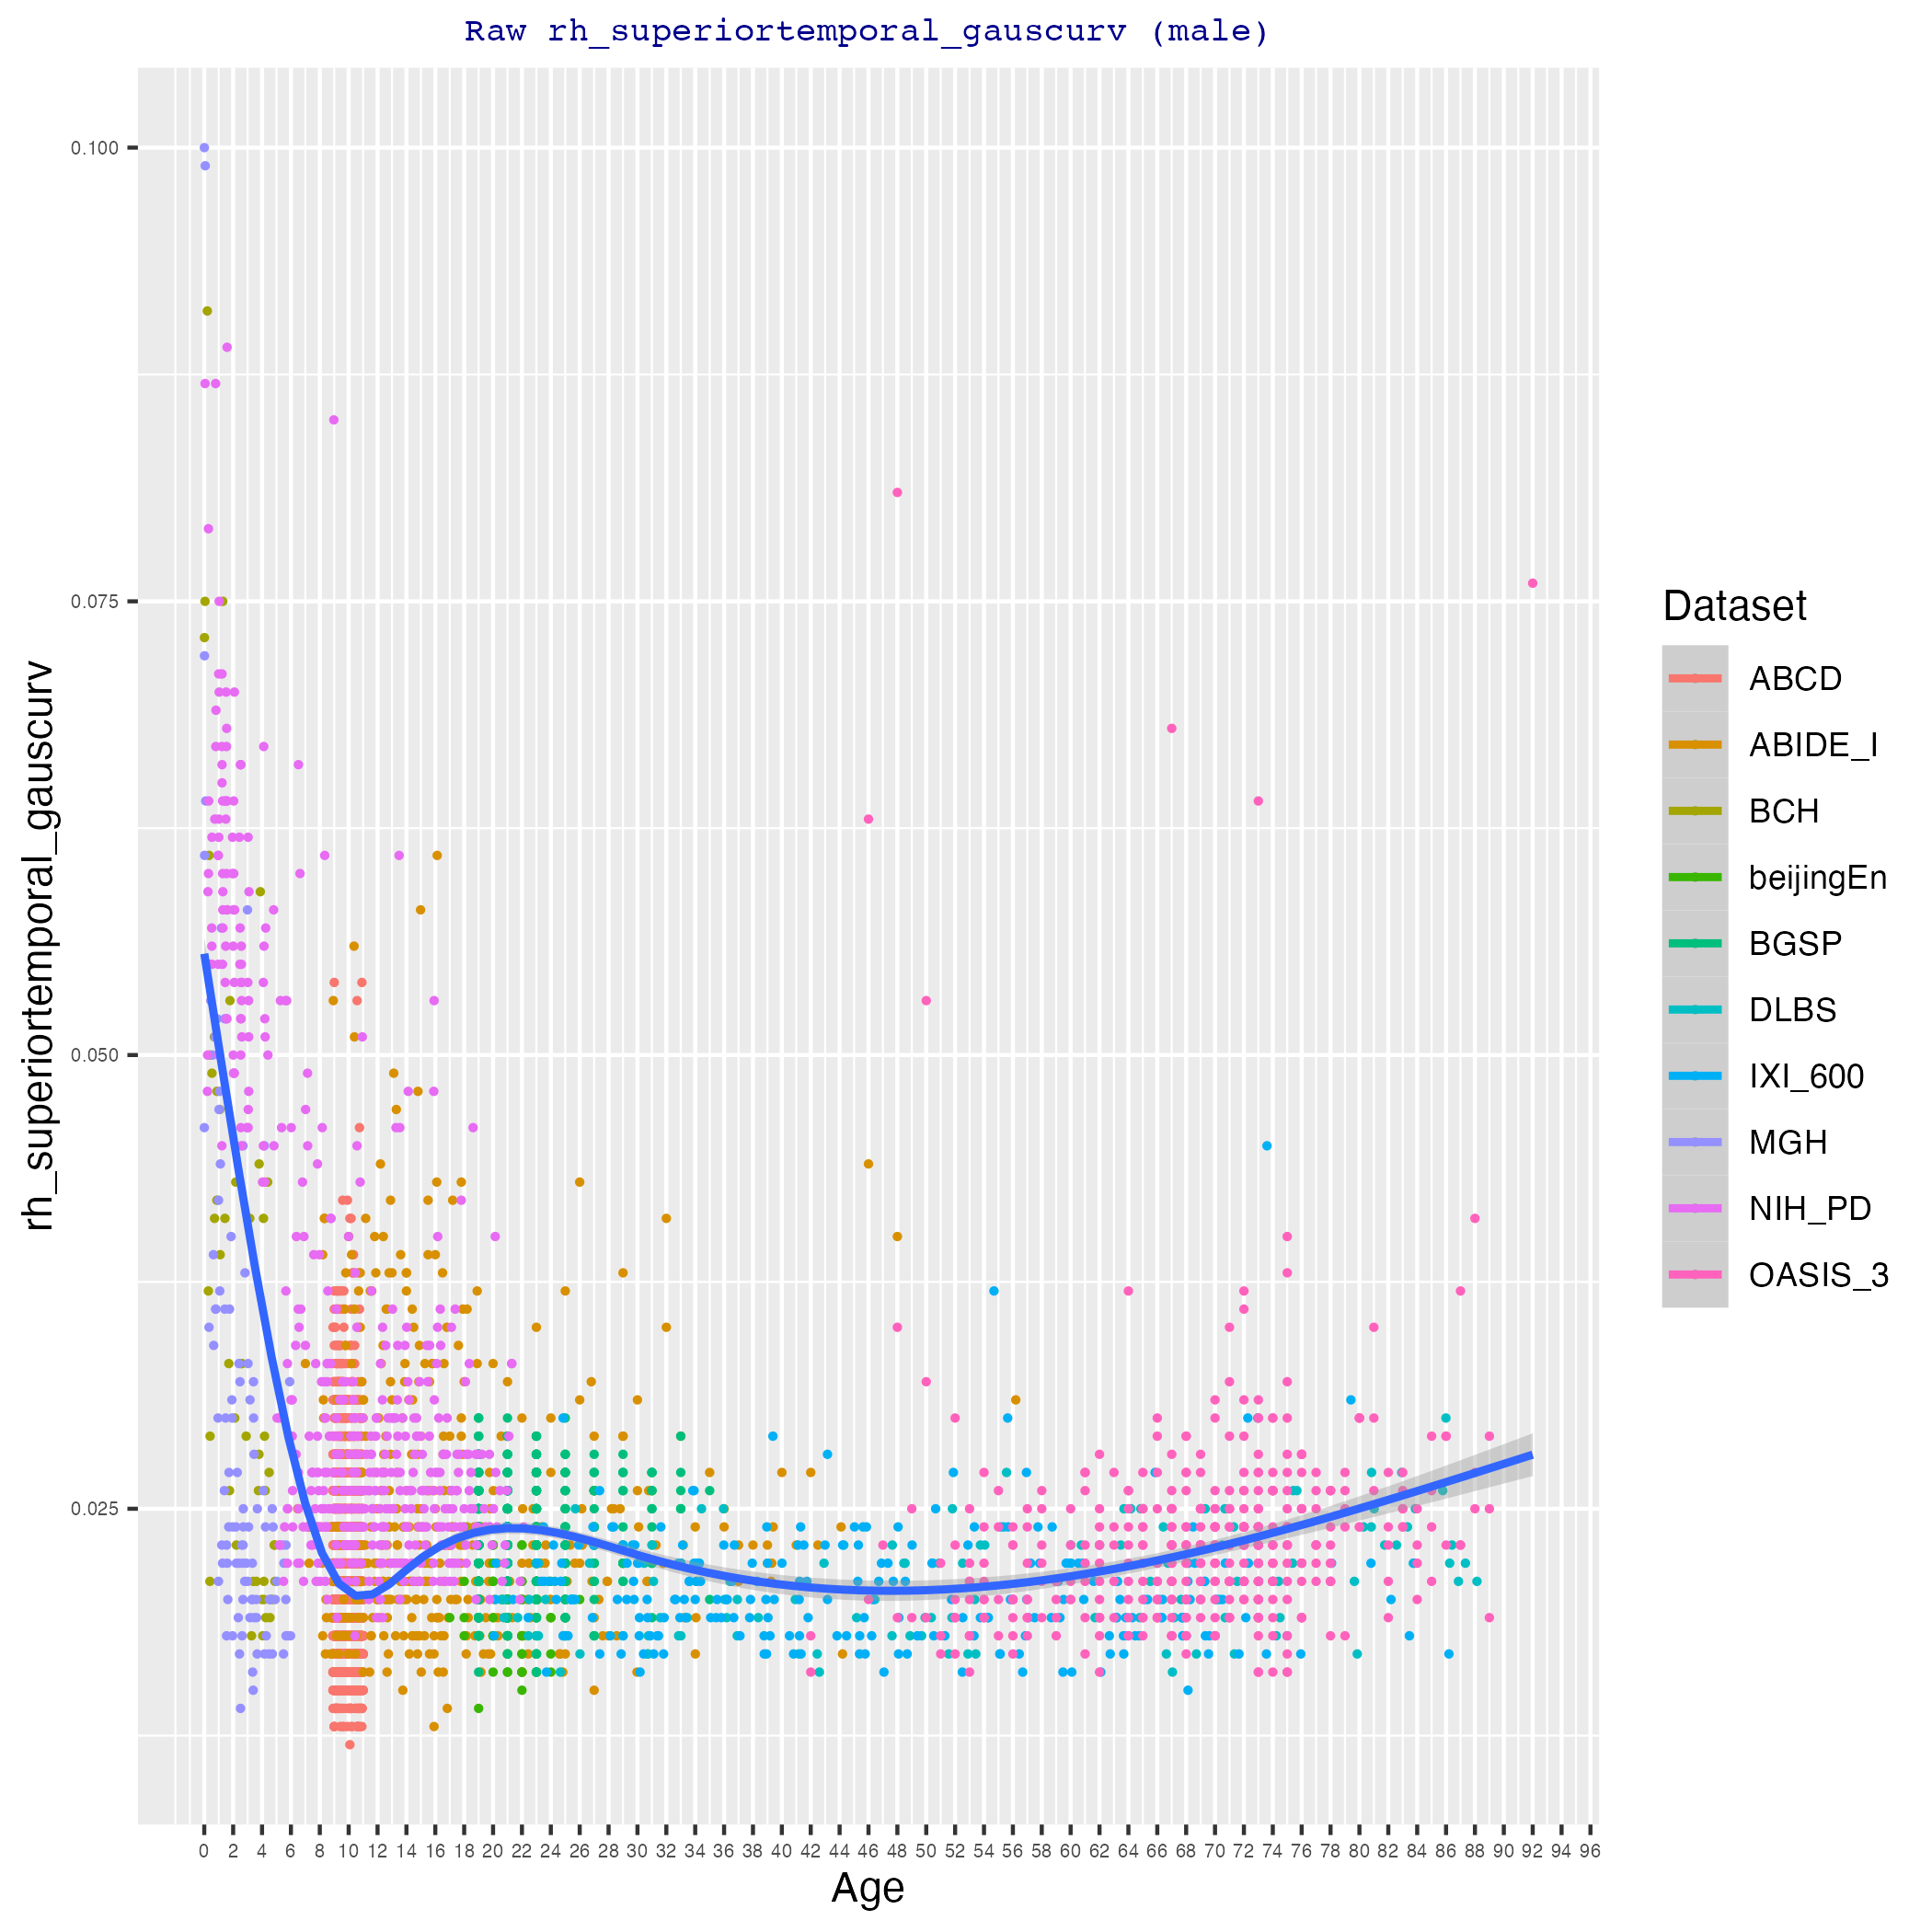 Raw rh_superiortemporal_gauscurv (male)
rh_superiortemporal_gauscurv
0.100
0.075
0.050
0.025
0 2 4 6 8 10 12 14 16 18 20 22 24 26 28 30 32 34 36 38 40 42 44 46 48 50 52 54 56 58 60 62 64 66 68 70 72 74 76 78 80 82 84 86 88 90 92 94 96
Age
Dataset
ABCD
ABIDE_I
BCH
beijingEn
BGSP
DLBS
IXI_600
MGH
NIH_PD
OASIS_3